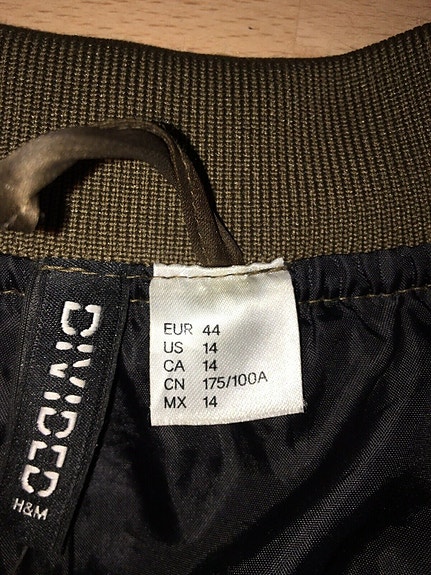 DIVIDED
H&M
EUR 44
US 14
CA 14
CN 175/100A
MX 14